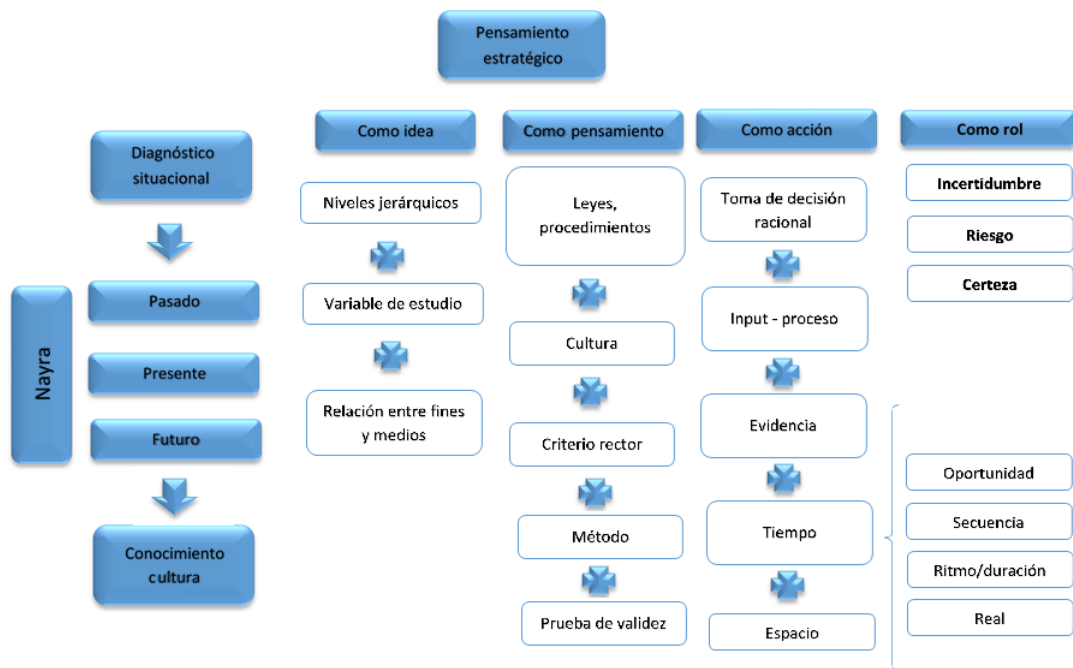 Pensamiento
estratégico
Diagnóstico
situacional
Nayra
Pasado
Presente
Futuro
Conocimiento
cultura
Como idea
Niveles jerárquicos
Variable de estudio
Relación entre fines
y medios
Como pensamiento
Leyes,
procedimientos
Cultura
Criterio rector
Método
Prueba de validez
Como acción
Toma de decisión
racional
Input - proceso
Evidencia
Tiempo
Espacio
Como rol
Incertidumbre
Riesgo
Certeza
Oportunidad
Secuencia
Ritmo/duración
Real